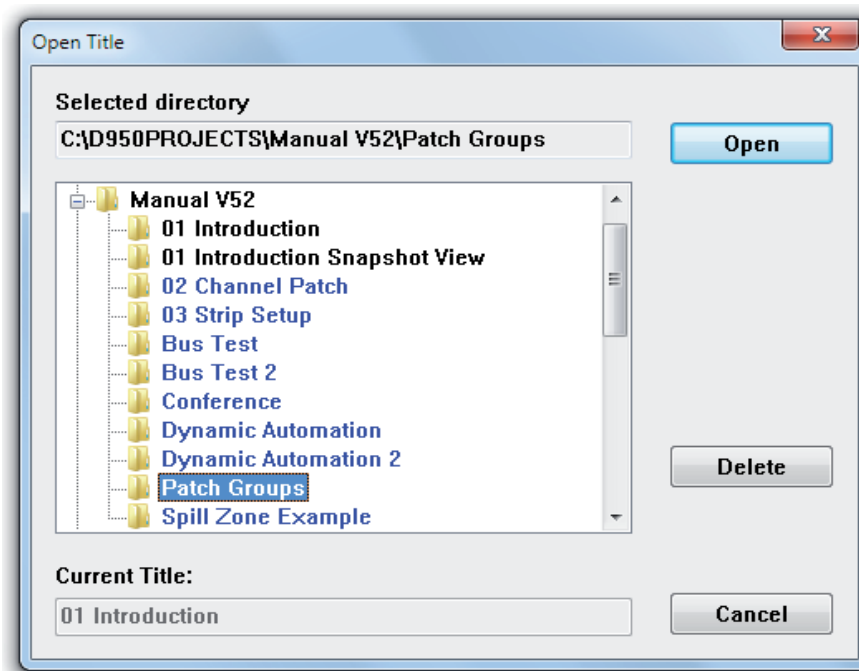 Open Title
Selected directory
C:\D950PROJECTS\Manual V52\Patch Groups
Open
Manual V52
01 Introduction
01 Introduction Snapshot View
02 Channel Patch
03 Strip Setup
Bus Test
Bus Test 2
Conference
Dynamic Automation
Dynamic Automation 2
Delete
Patch Groups
Spill Zone Example
Current Title:
01 Introduction
Cancel